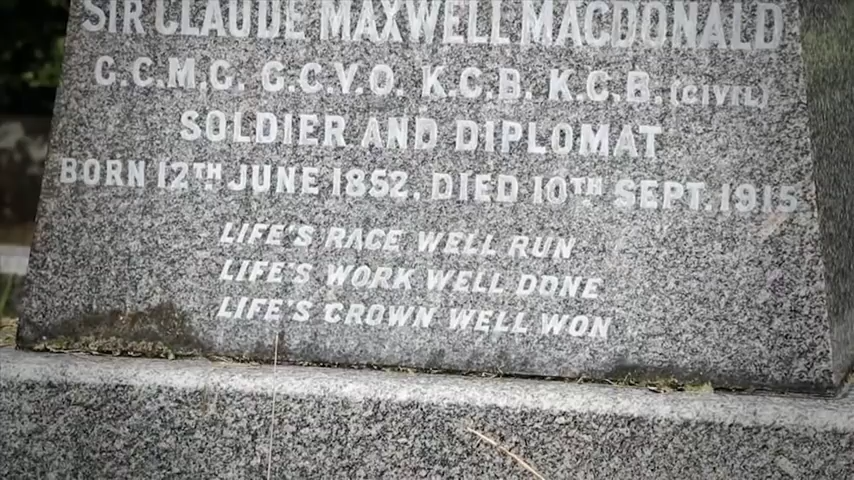 SIR CLAUDE MAXWELL MACDONALD
G.C.M.G. G.C.V.O. K.C.B. K.C.B. (CIVIL)
SOLDIER AND DIPLOMAT
BORN 12TH JUNE 1852. DIED 10TH SEPT. 1915.
LIFE'S RACE WELL RUN
LIFE'S WORK WELL DONE
LIFE'S CROWN WELL WON